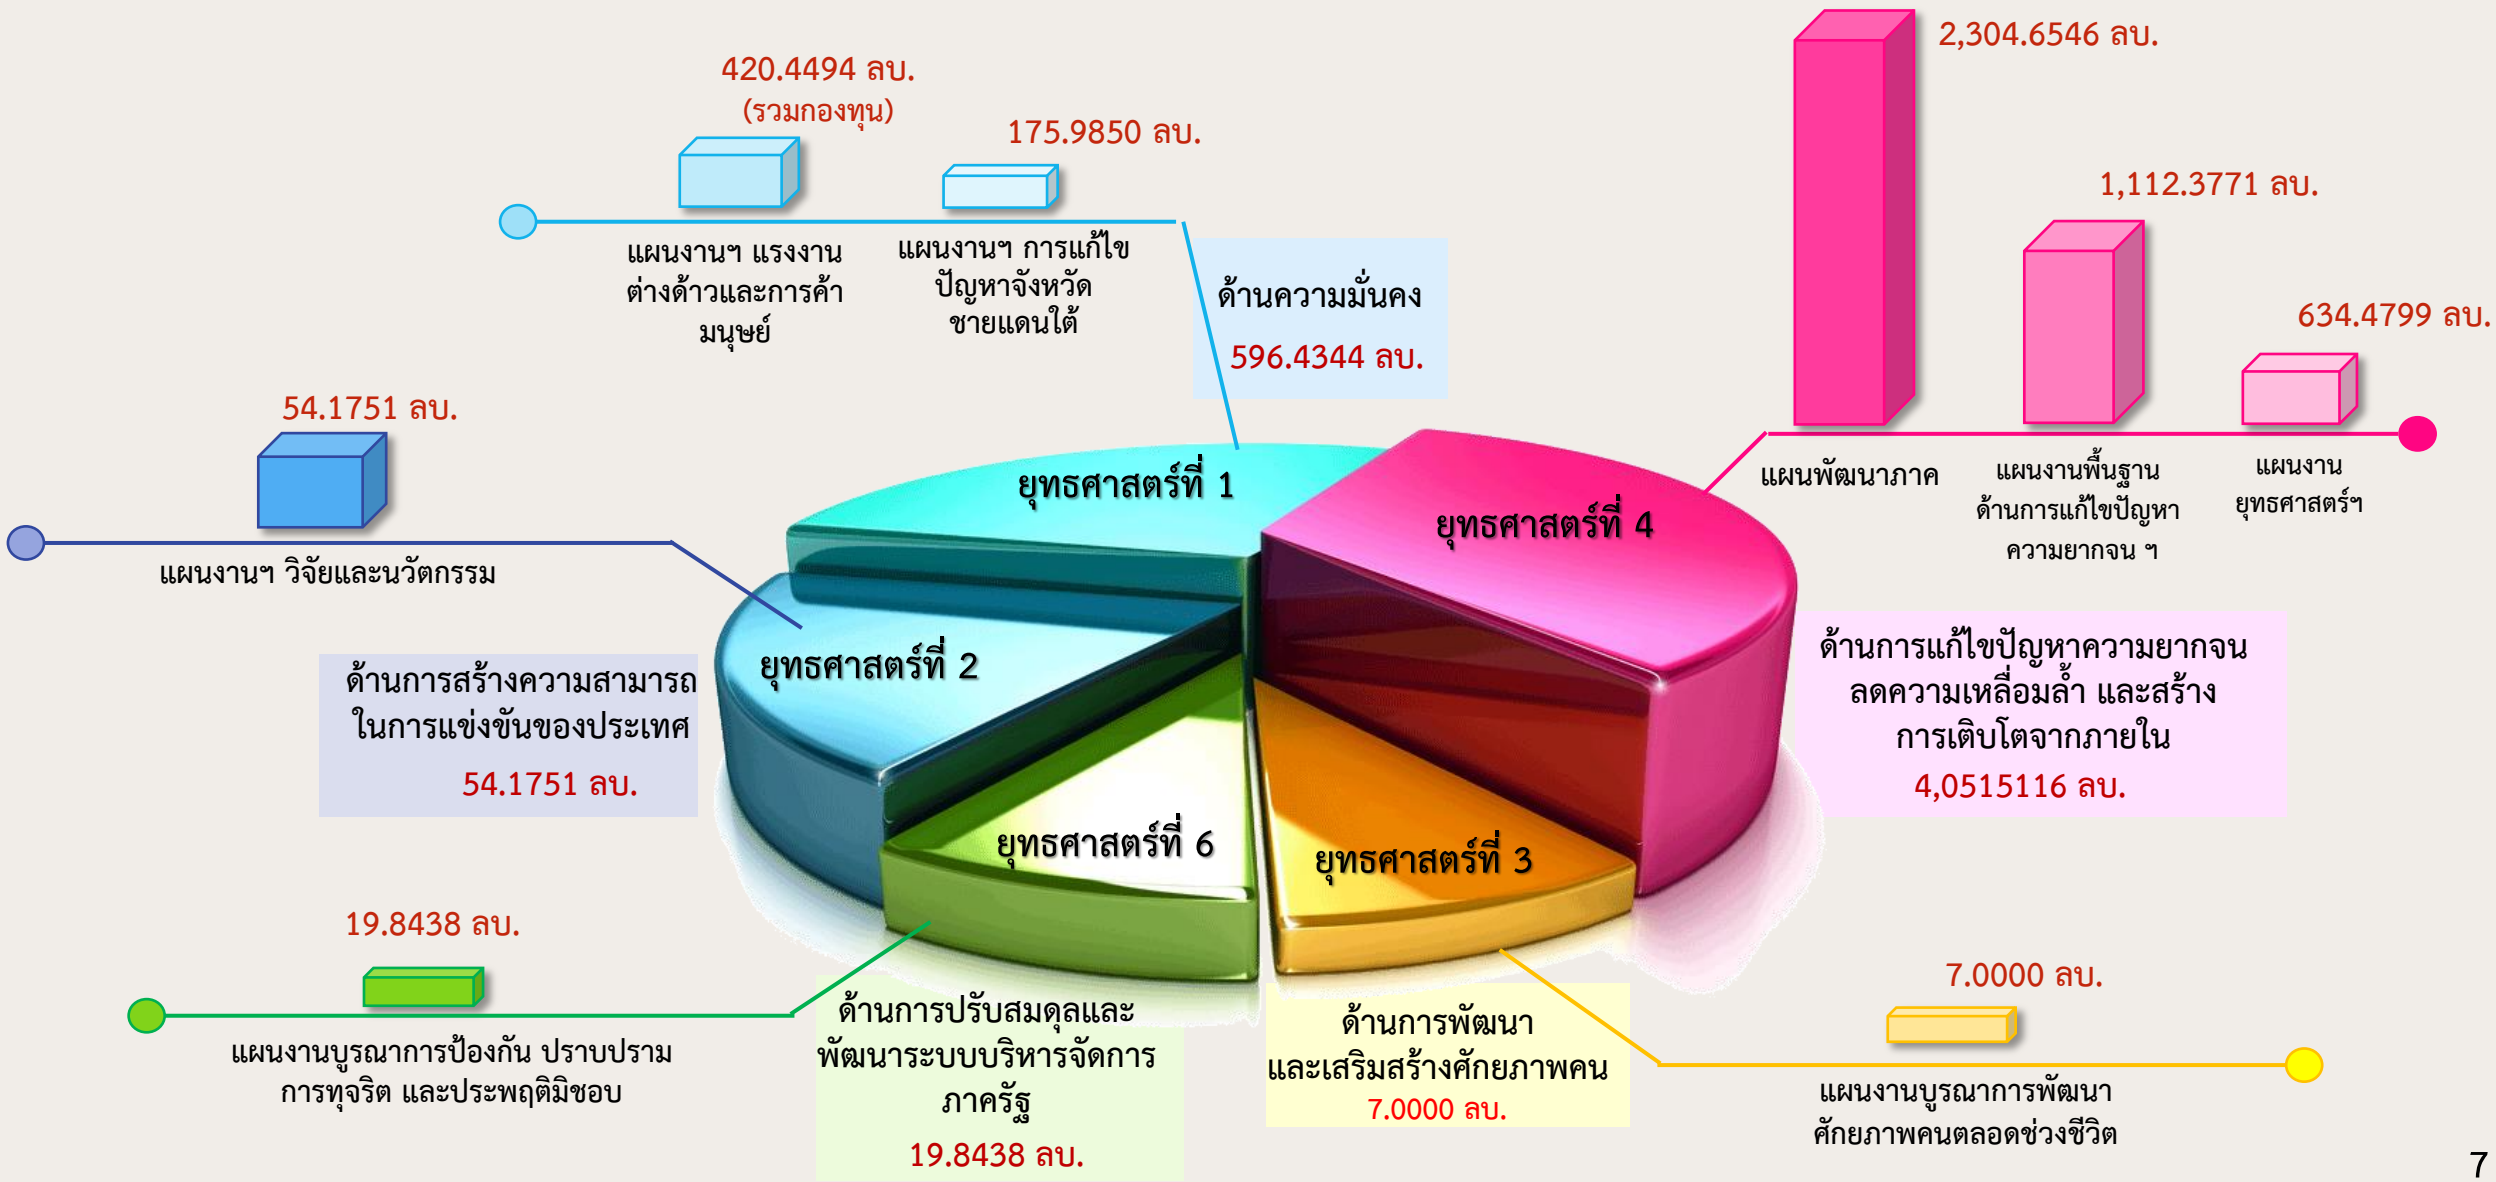 420.4494 ลบ.
(รวมกองทุน)
175.9850 ลบ.
แผนงานฯ แรงงาน
ต่างด้าวและการค้า
มนุษย์
แผนงานฯ การแก้ไข
ปัญหาจังหวัด
ชายแดนใต้
ด้านความมั่นคง
596.4344 ลบ.
2,304.6546 ลบ.
1,112.3771 ลบ.
634.4799 ลบ.
แผนพัฒนาภาค
แผนงานพื้นฐาน
ด้านการแก้ไขปัญหา
ความยากจน ฯ
แผนงาน
ยุทธศาสตร์ฯ
54.1751 ลบ.
แผนงานฯ วิจัยและนวัตกรรม
ยุทธศาสตร์ที่ 1
ยุทธศาสตร์ที่ 4
ยุทธศาสตร์ที่ 2
ยุทธศาสตร์ที่ 6
ยุทธศาสตร์ที่ 3
ด้านการสร้างความสามารถ
ในการแข่งขันของประเทศ
54.1751 ลบ.
ด้านการแก้ไขปัญหาความยากจน
ลดความเหลื่อมล้ำ และสร้าง
การเติบโตจากภายใน
4,0515116 ลบ.
19.8438 ลบ.
แผนงานบูรณาการป้องกัน ปราบปราม
การทุจริต และประพฤติมิชอบ
ด้านการปรับสมดุลและ
พัฒนาระบบบริหารจัดการ
ภาครัฐ
19.8438 ลบ.
ด้านการพัฒนา
และเสริมสร้างศักยภาพคน
7.0000 ลบ.
7.0000 ลบ.
แผนงานบูรณาการพัฒนา
ศักยภาพคนตลอดช่วงชีวิต
7